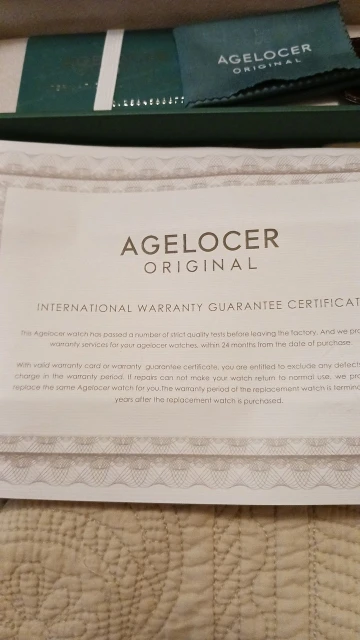 AGELOCER
ORIGINAL
AGELOCER
ORIGINAL
INTERNATIONAL WARRANTY GUARANTEE CERTIFICAT
This Agelocer watch has passed a number of strict quality tests before leaving the factory. And we pro
warranty services for your agelocer watches, within 24 months from the date of purchase.
With valid warranty card or warranty guarantee certificate, you are entitled to exclude any defects
charge in the warranty period. If repairs can not make your watch return to normal use, we pro
replace the same Agelocer watch for you.The warranty period of the replacement watch is termin
years after the replacement watch is purchased.